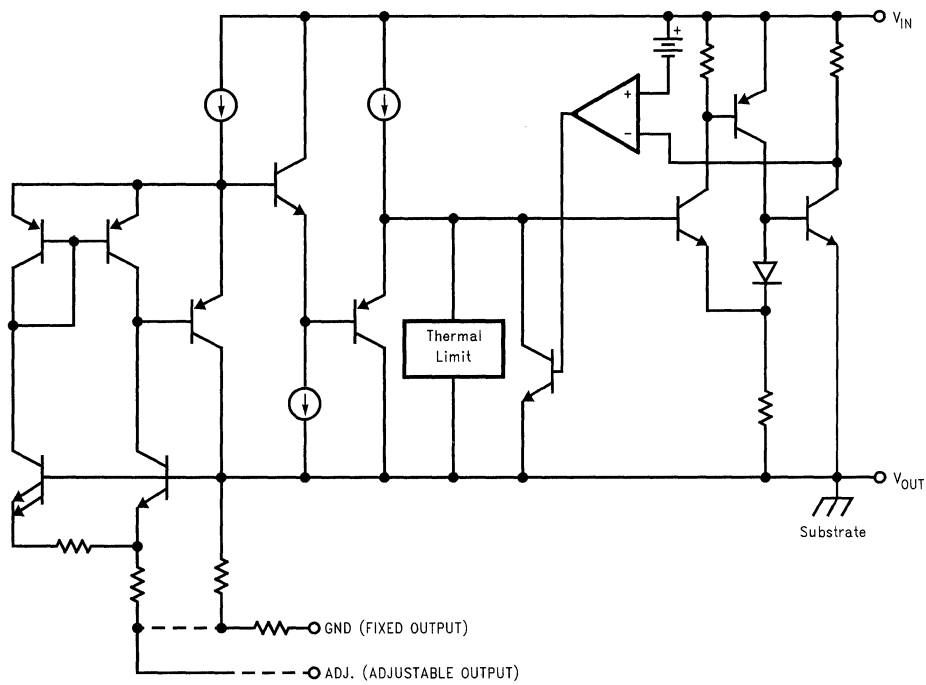 V_IN
+
+
−
Thermal
Limit
V_OUT
Substrate
GND (FIXED OUTPUT)
ADJ. (ADJUSTABLE OUTPUT)